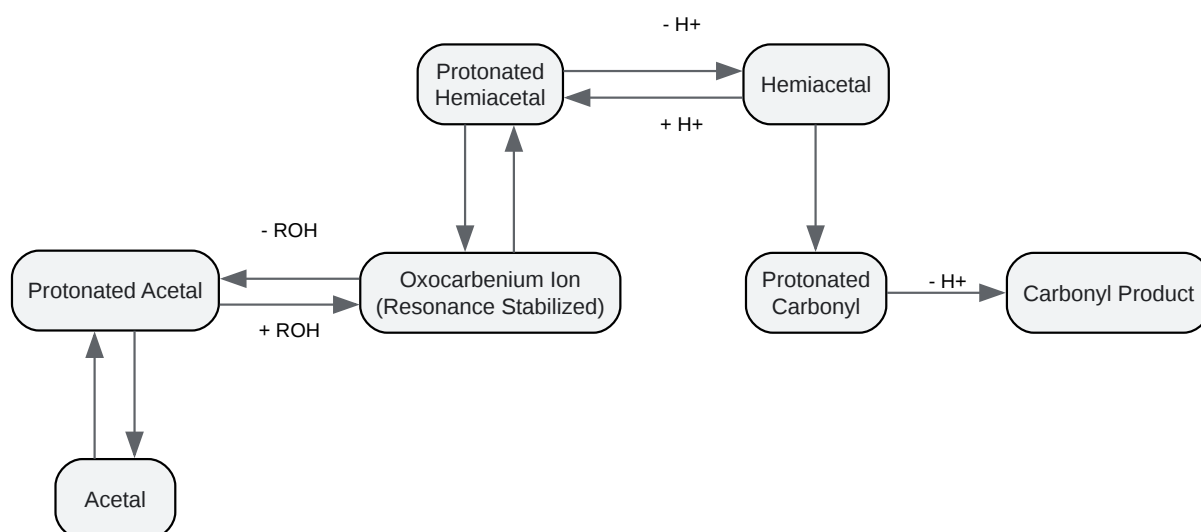 - H+
Protonated
Hemiacetal
Hemiacetal
+ H+
- ROH
Protonated Acetal
Oxocarbenium Ion
(Resonance Stabilized)
+ ROH
Protonated
Carbonyl
- H+
Carbonyl Product
Acetal